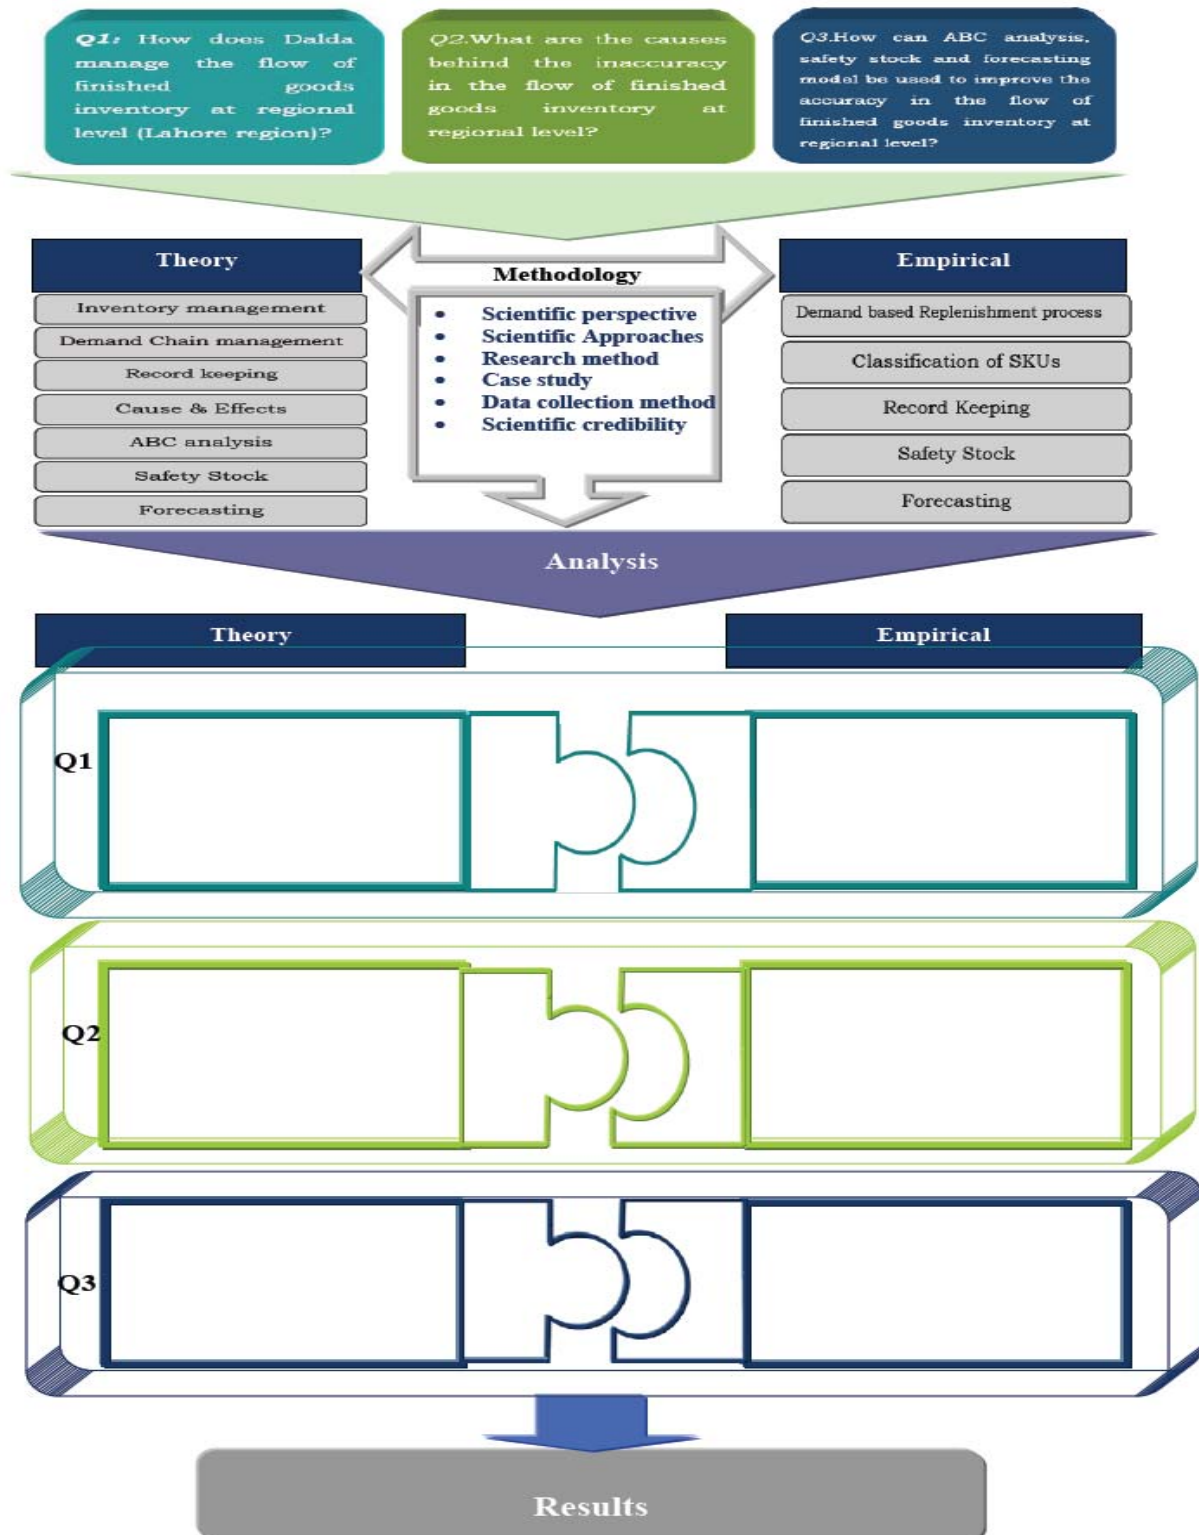 Q1: How does Dalda
manage the flow of
finished goods
inventory at regional
level (Lahore region)?
Q2.What are the causes
behind the inaccuracy
in the flow of finished
goods inventory at
regional level?
Q3.How can ABC analysis,
safety stock and forecasting
model be used to improve the
accuracy in the flow of
finished goods inventory at
regional level?
Theory
Inventory management
Demand Chain management
Record keeping
Cause & Effects
ABC analysis
Safety Stock
Forecasting
Methodology
• Scientific perspective
• Scientific Approaches
• Research method
• Case study
• Data collection method
• Scientific credibility
Empirical
Demand based Replenishment process
Classification of SKUs
Record Keeping
Safety Stock
Forecasting
Analysis
Theory
Empirical
Q1
Q2
Q3
Results